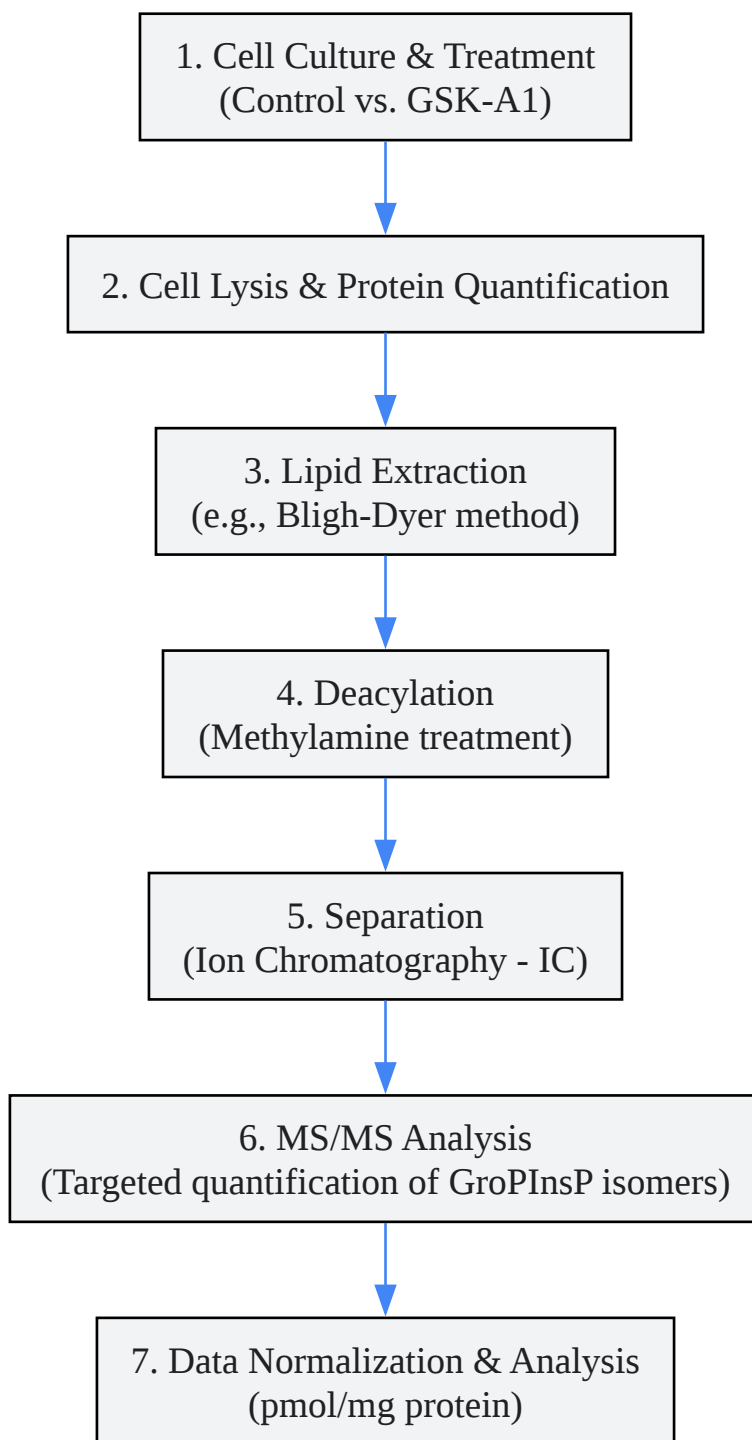 1. Cell Culture & Treatment
(Control vs. GSK-A1)
2. Cell Lysis & Protein Quantification
3. Lipid Extraction
(e.g., Bligh-Dyer method)
4. Deacylation
(Methylamine treatment)
5. Separation
(Ion Chromatography - IC)
6. MS/MS Analysis
(Targeted quantification of GroPInsP isomers)
7. Data Normalization & Analysis
(pmol/mg protein)